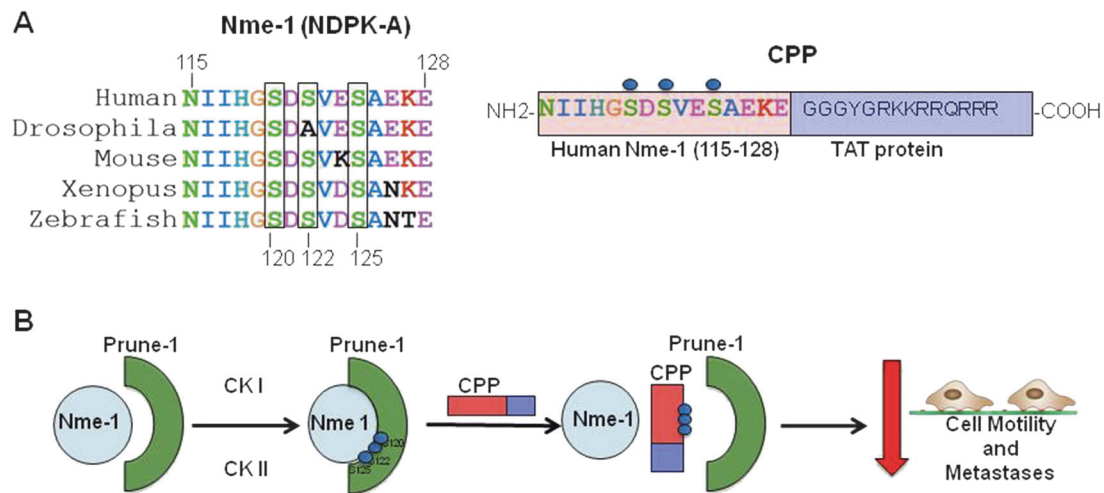 A
Nme-1 (NDPK-A)
115 128
Human NIIHGSDSVESAEKE
Drosophila NIIHGSDAVESAEKE
Mouse NIIHGSDSVKSAEKE
Xenopus NIIHGSDSVDSANKE
Zebrafish NIIHGSDSVDSANTE
120 122 125
CPP
NH2- NIIHGSDSVESAEKE GGGYGRKKRRQRRR -COOH
Human Nme-1 (115-128) TAT protein
B
Prune-1
Nme-1
CK I
CK II
Prune-1
Nme 1
S120
S122
S125
CPP
Prune-1
Nme-1
Cell Motility
and
Metastases